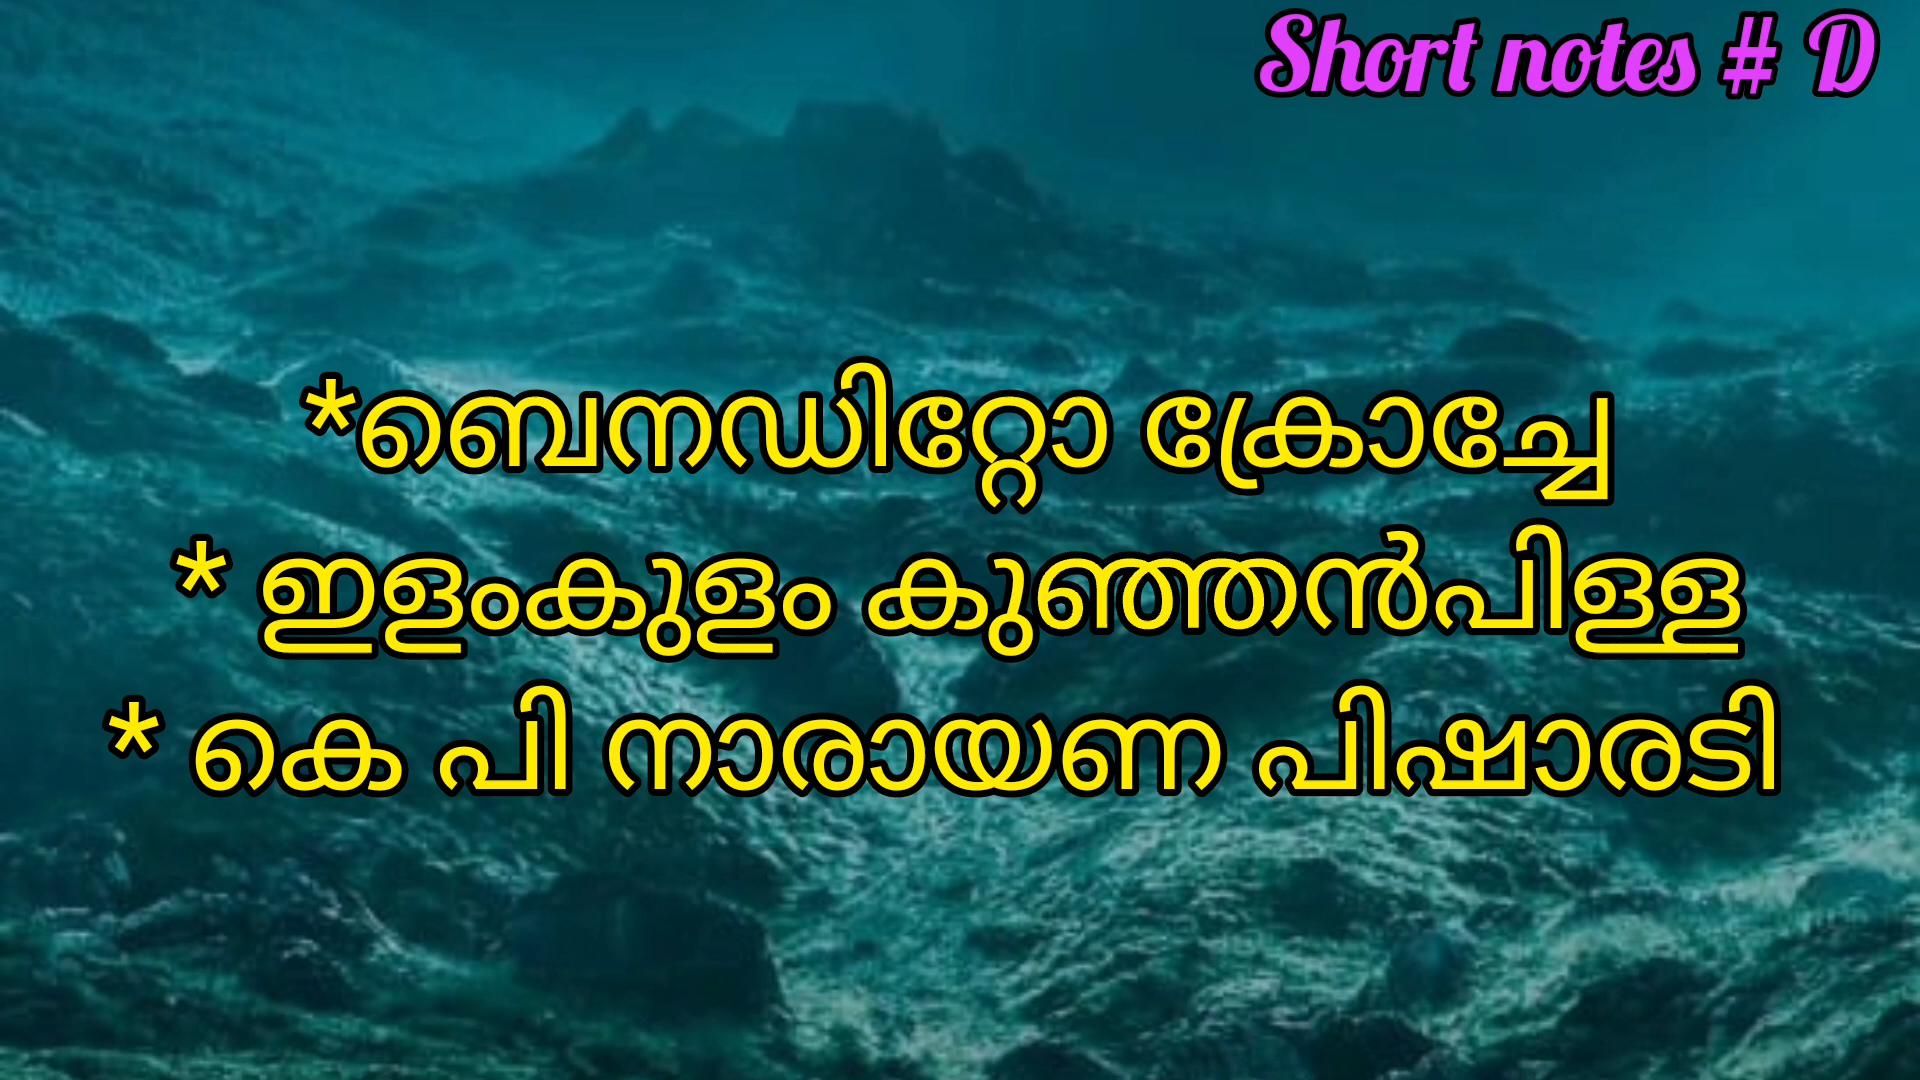 Short notes # D
*ബെനഡിറ്റോ ക്രോച്ചേ
* ഇളംകുളം കുഞ്ഞൻപിള്ള
* കെ പി നാരായണ പിഷാരടി